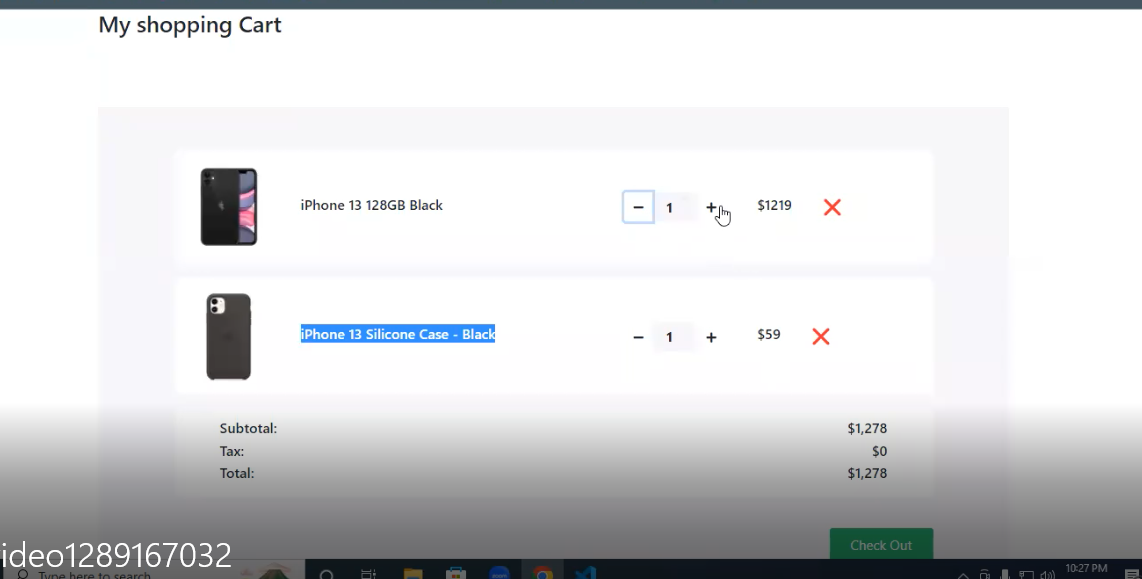 My shopping Cart
iPhone 13 128GB Black − 1 + $1219
iPhone 13 Silicone Case - Black − 1 + $59
Subtotal: $1,278
Tax: $0
Total: $1,278
Check Out
ideo1289167032
Type here to search
10:27 PM